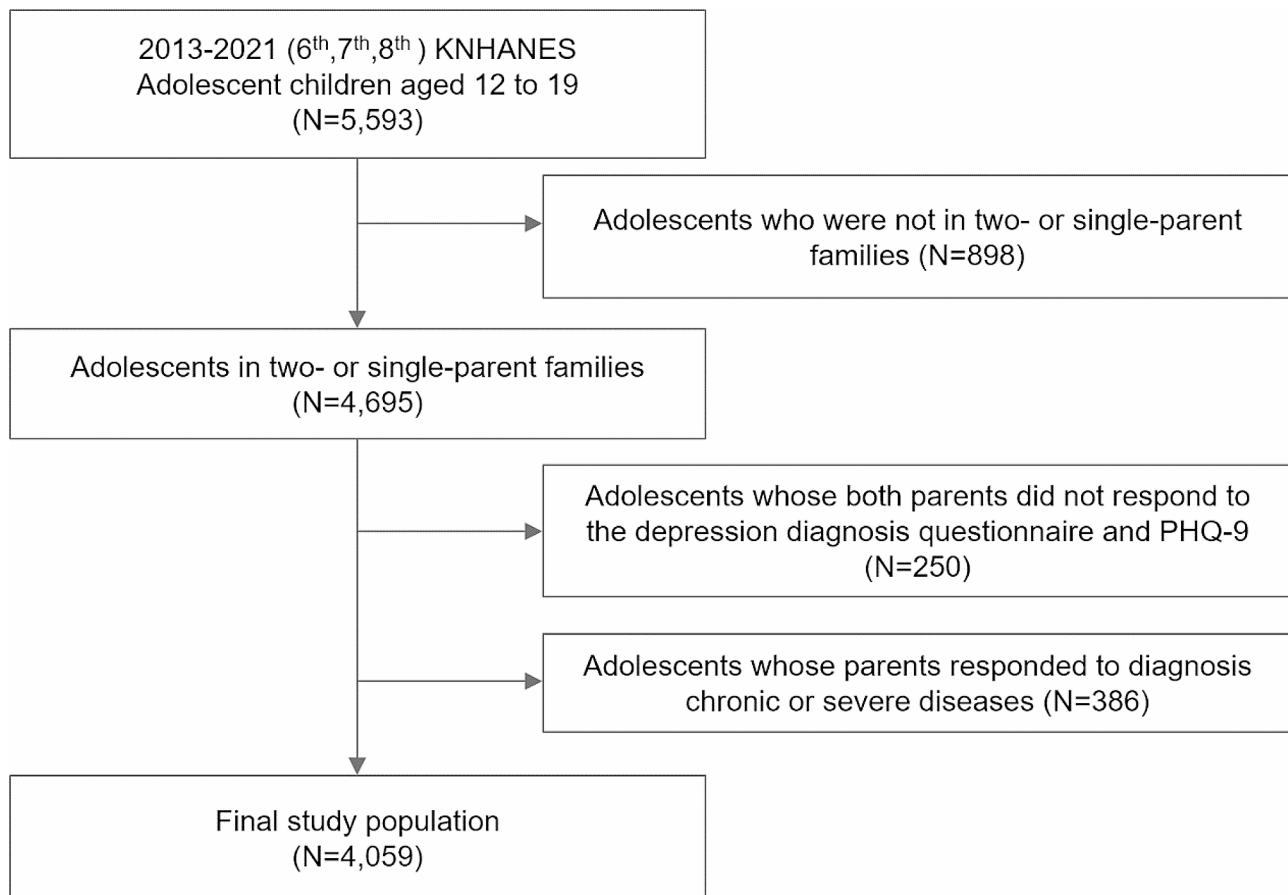 2013-2021 (6th,7th,8th ) KNHANES
Adolescent children aged 12 to 19
(N=5,593)
Adolescents who were not in two- or single-parent
families (N=898)
Adolescents in two- or single-parent families
(N=4,695)
Adolescents whose both parents did not respond to
the depression diagnosis questionnaire and PHQ-9
(N=250)
Adolescents whose parents responded to diagnosis
chronic or severe diseases (N=386)
Final study population
(N=4,059)